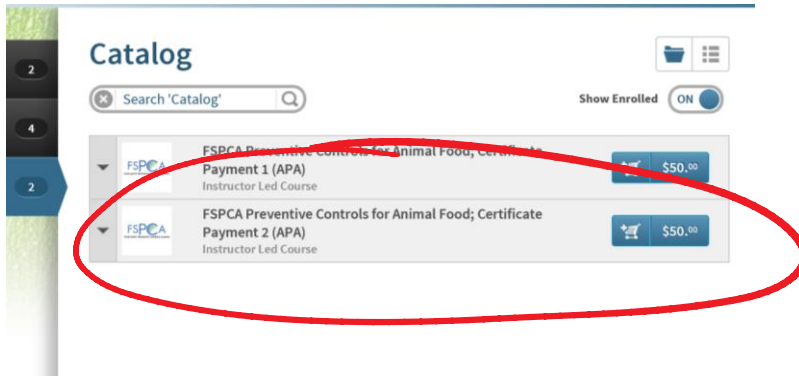 Catalog
2
Search 'Catalog'
Show Enrolled
ON
4
FSPCA Preventive Controls for Animal Food; Certificate
FSPCA
Payment 1 (APA)
$50.00
Instructor Led Course
2
FSPCA Preventive Controls for Animal Food; Certificate
FSPCA
Payment 2 (APA)
$50.00
Instructor Led Course